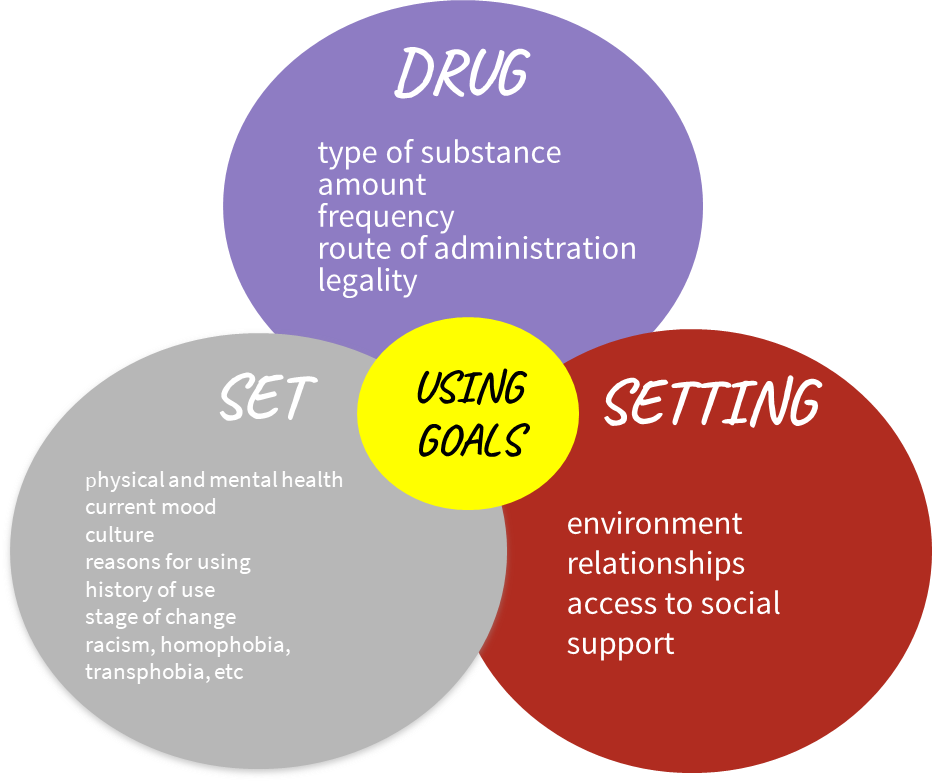 DRUG
type of substance
amount
frequency
route of administration
legality
USING
GOALS
SET
physical and mental health
current mood
culture
reasons for using
history of use
stage of change
racism, homophobia,
transphobia, etc
SETTING
environment
relationships
access to social
support